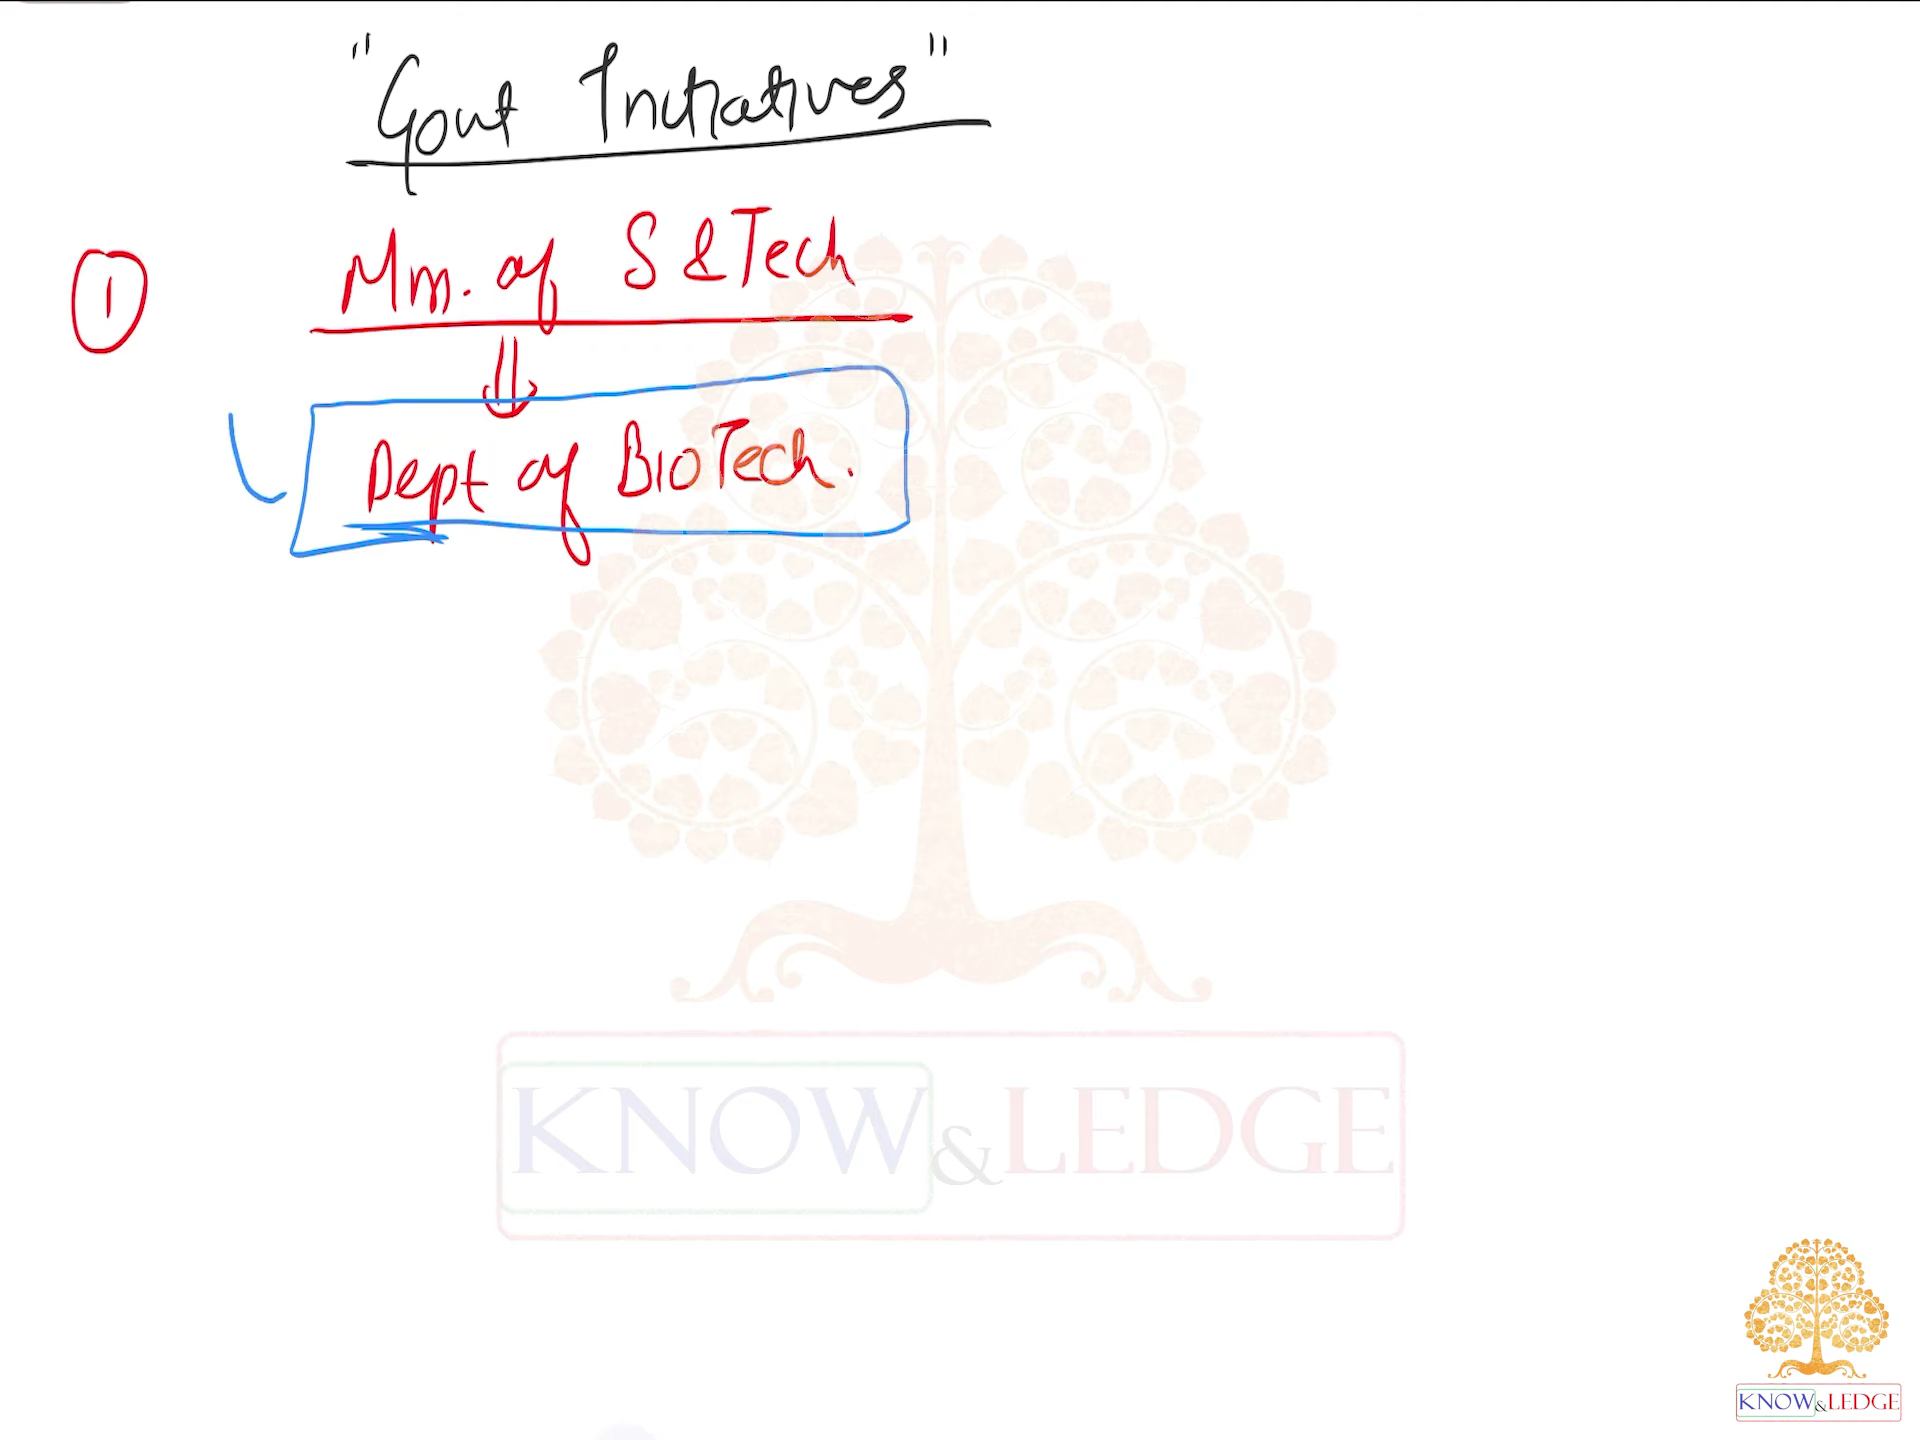 "Govt Initiatives"
① Min. of S & Tech
⇓
Dept of BioTech.
KNOW&LEDGE
KNOW&LEDGE